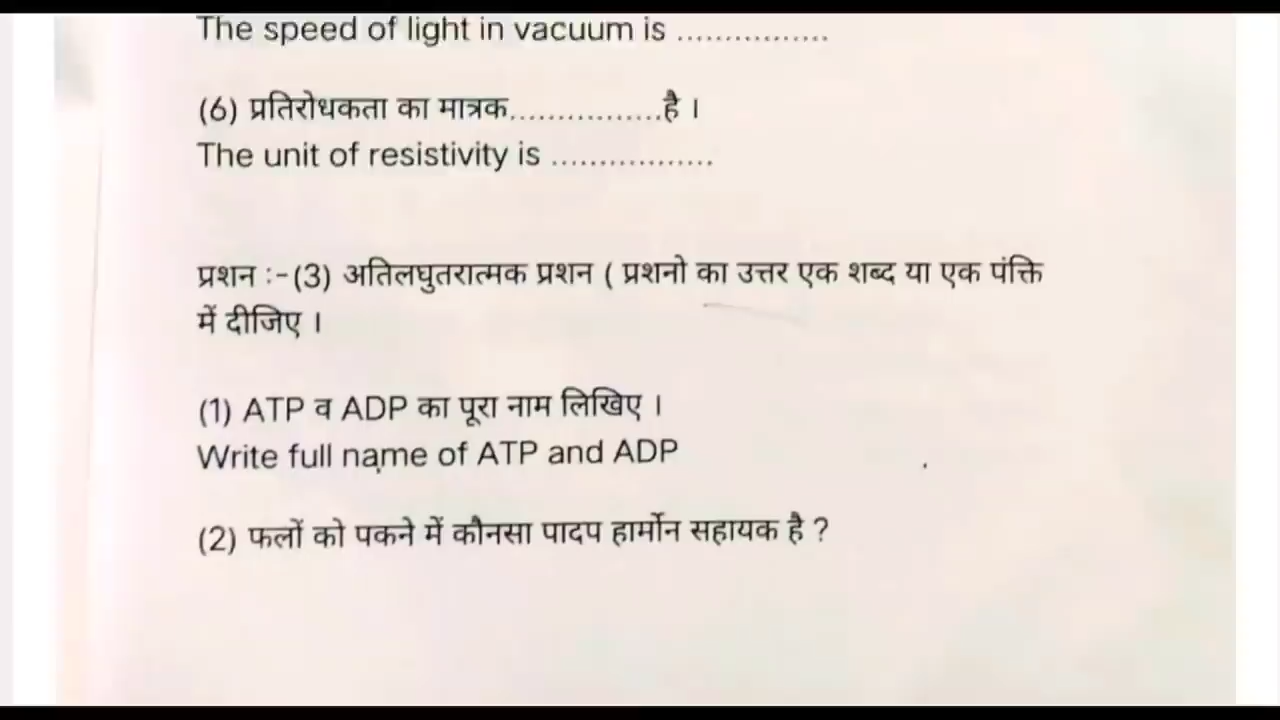 The speed of light in vacuum is ................
(6) प्रतिरोधकता का मात्रक................है ।
The unit of resistivity is .................
प्रशन :-(3) अतिलघुतरात्मक प्रशन ( प्रशनो का उत्तर एक शब्द या एक पंक्ति
में दीजिए ।
(1) ATP व ADP का पूरा नाम लिखिए ।
Write full name of ATP and ADP
(2) फलों को पकने में कौनसा पादप हार्मोन सहायक है ?